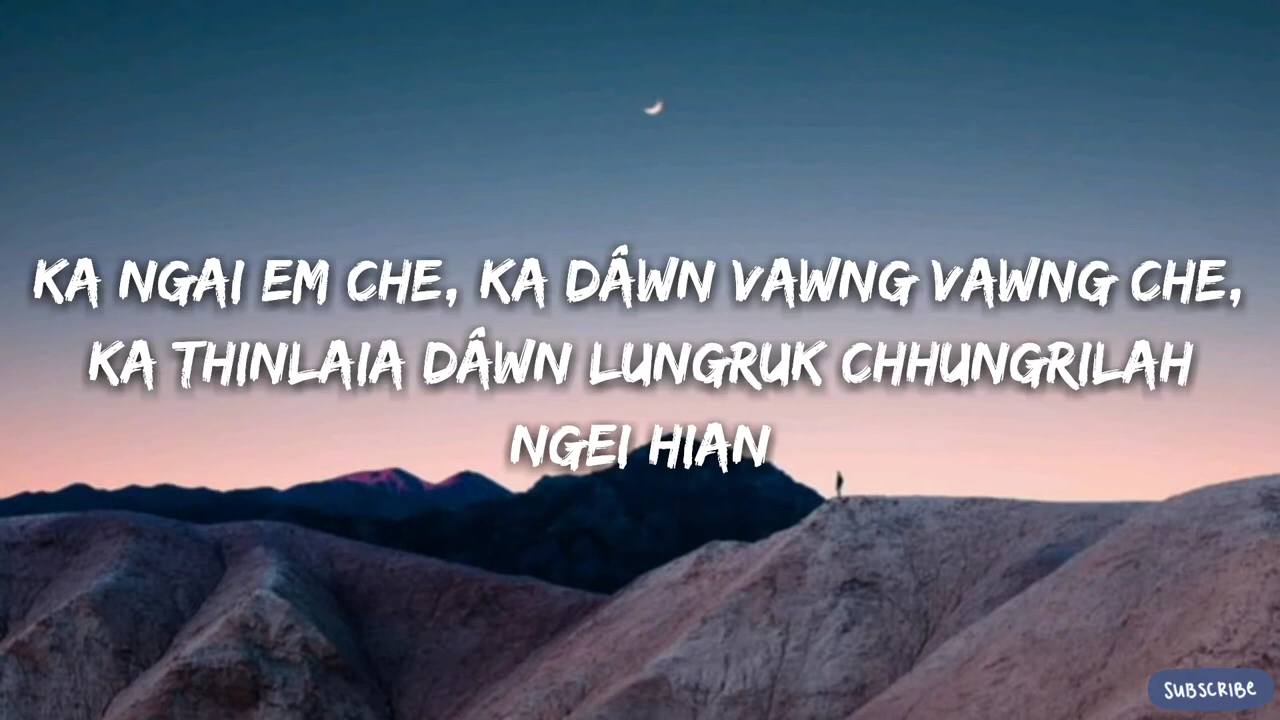 KA NGAI EM CHE, KA DÂWN VAWNG VAWNG CHE,
KA THINLAIA DÂWN LUNGRUK CHHUNGRILAH
NGEI HIAN
SUBSCRIBE